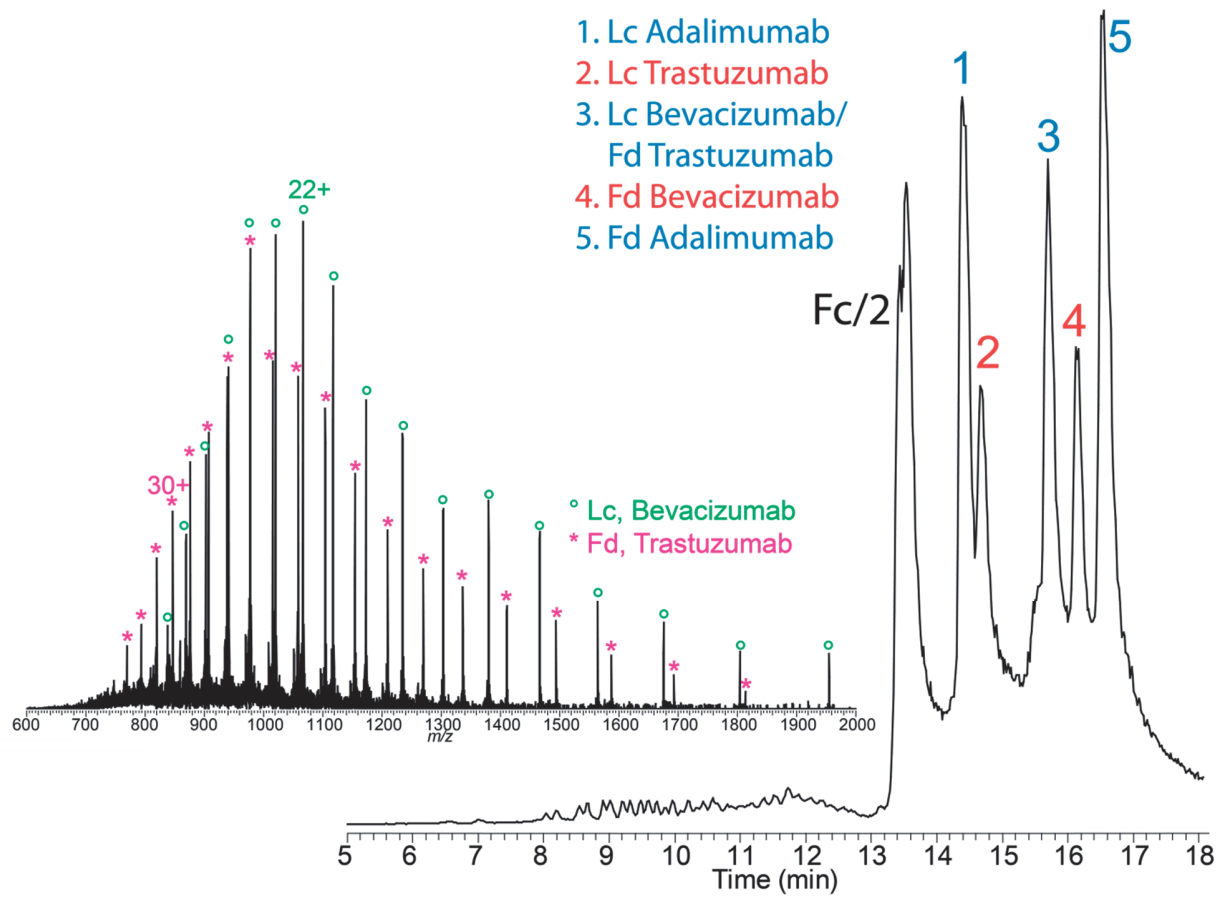 1. Lc Adalimumab
2. Lc Trastuzumab
3. Lc Bevacizumab/
Fd Trastuzumab
4. Fd Bevacizumab
5. Fd Adalimumab
1
5
3
22+
Fc/2
4
2
30+
° Lc, Bevacizumab
* Fd, Trastuzumab
600 700 800 900 1000 1100 1200 1300 1400 1500 1600 1700 1800 1900 2000
m/z
5 6 7 8 9 10 11 12 13 14 15 16 17 18
Time (min)